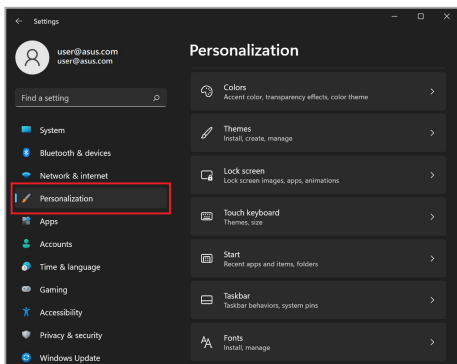 Settings
user@asus.com
user@asus.com
Find a setting
System
Bluetooth & devices
Network & internet
Personalization
Apps
Accounts
Time & language
Gaming
Accessibility
Privacy & security
Windows Update
Personalization
Colors
Accent color, transparency effects, color theme
Themes
Install, create, manage
Lock screen
Lock screen images, apps, animations
Touch keyboard
Themes, size
Start
Recent apps and items, folders
Taskbar
Taskbar behaviors, system pins
Fonts
Install, manage